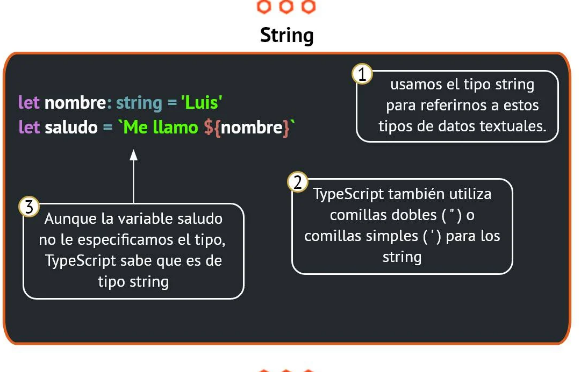 String
let nombre: string = 'Luis'
let saludo = `Me llamo ${nombre}`
1
usamos el tipo string
para referirnos a estos
tipos de datos textuales.
2
TypeScript también utiliza
comillas dobles ( " ) o
comillas simples ( ' ) para los
string
3
Aunque la variable saludo
no le especificamos el tipo,
TypeScript sabe que es de
tipo string